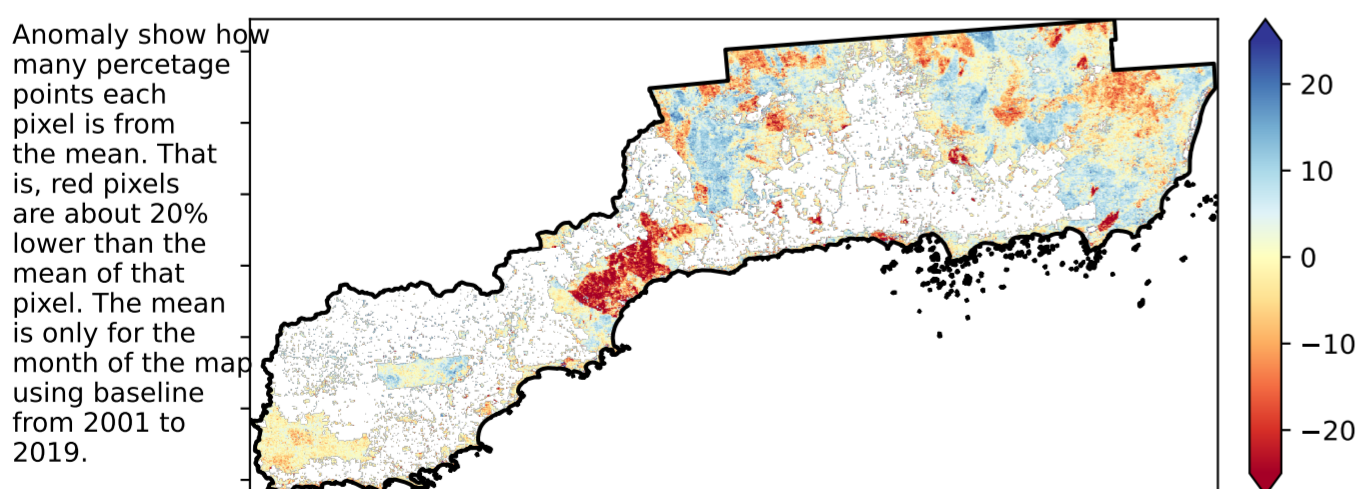 Anomaly show how
many percetage
points each
pixel is from
the mean. That
is, red pixels
are about 20%
lower than the
mean of that
pixel. The mean
is only for the
month of the map
using baseline
from 2001 to
2019.
20
10
0
−10
−20